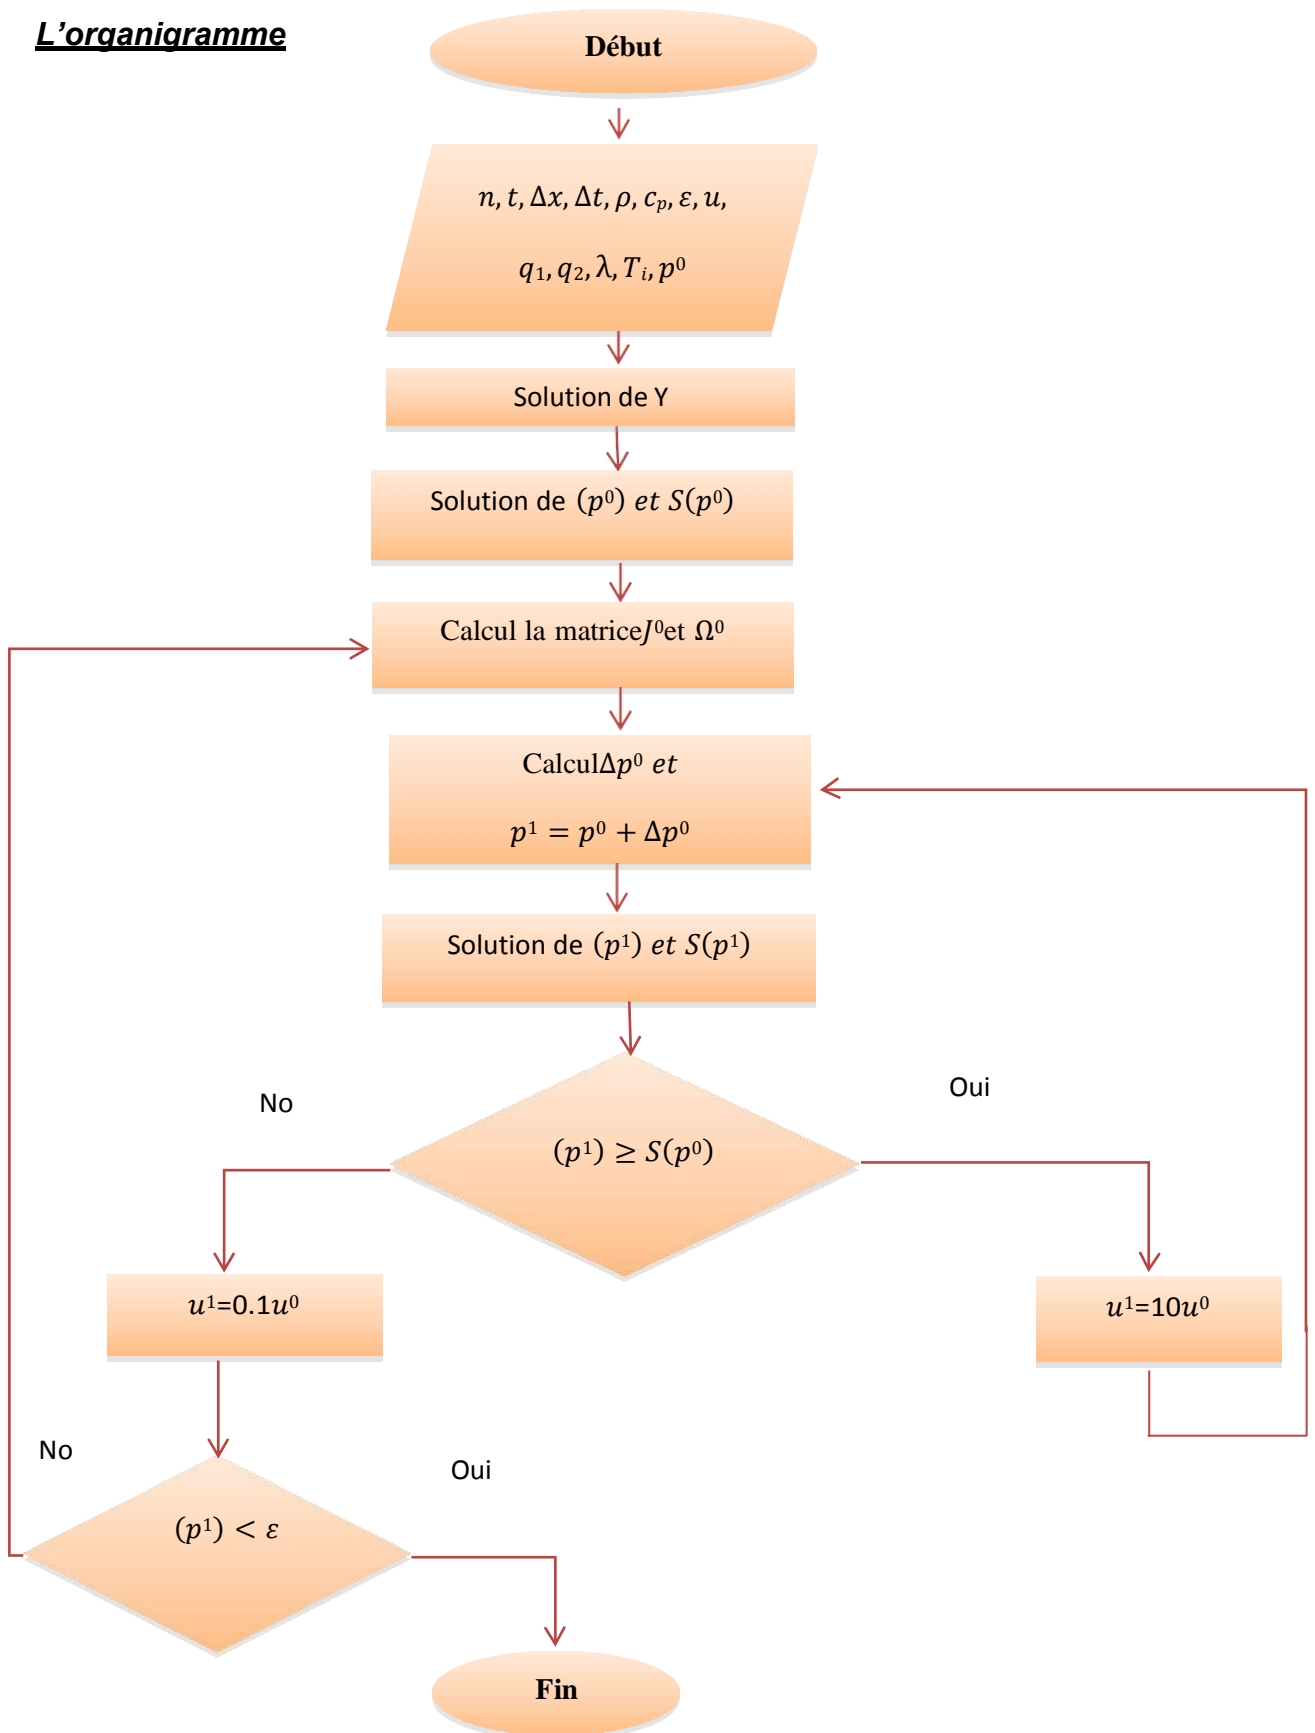 L'organigramme
Début
n, t, Δx, Δt, ρ, cₚ, ε, u,
q₁, q₂, λ, Tᵢ, p⁰
Solution de Y
Solution de (p⁰) et S(p⁰)
Calcul la matriceJ⁰et Ω⁰
CalculΔp⁰ et
p¹ = p⁰ + Δp⁰
Solution de (p¹) et S(p¹)
No
Oui
(p¹) ≥ S(p⁰)
u¹=0.1u⁰
u¹=10u⁰
No
Oui
(p¹) < ε
Fin